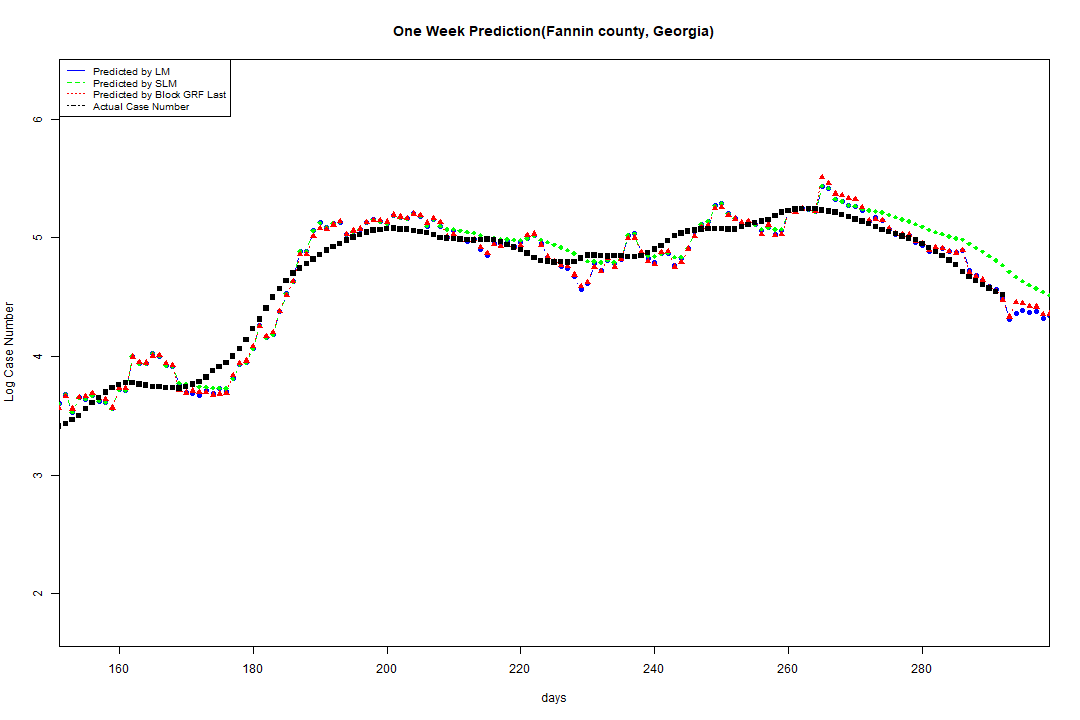 One Week Prediction(Fannin county, Georgia)
Predicted by LM
Predicted by SLM
Predicted by Block GRF Last
Actual Case Number
6
5
4
3
2
Log Case Number
160 180 200 220 240 260 280
days